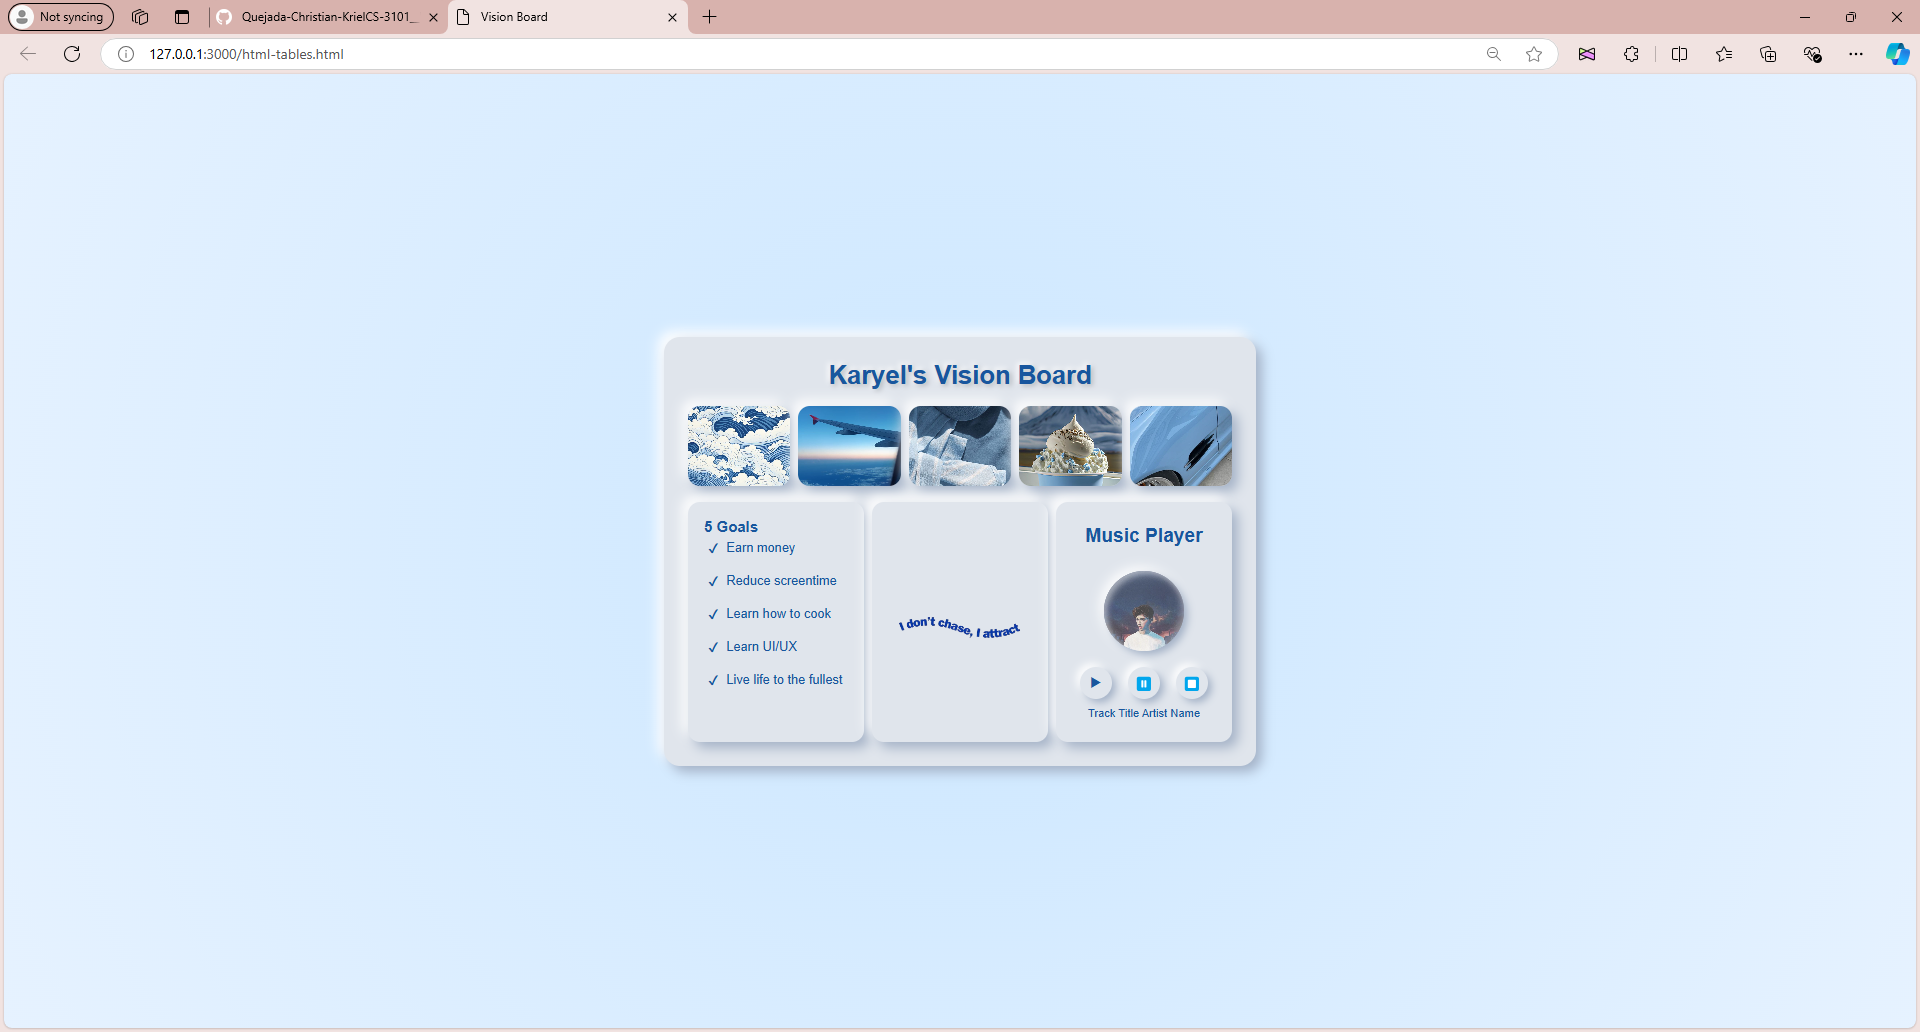 Not syncing
Quejada-Christian-KrielCS-3101_
Vision Board
127.0.0.1:3000/html-tables.html
Karyel's Vision Board
5 Goals
✓ Earn money
✓ Reduce screentime
✓ Learn how to cook
✓ Learn UI/UX
✓ Live life to the fullest
I don't chase, I attract
Music Player
Track Title Artist Name